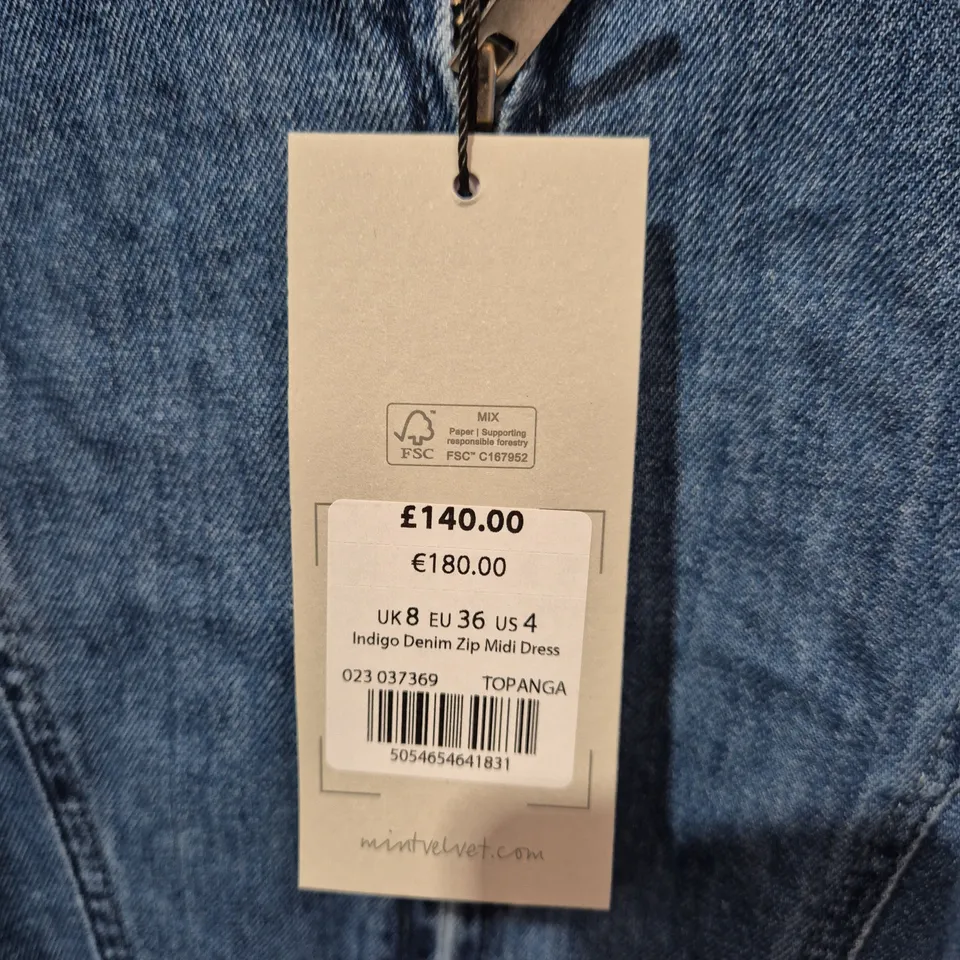 MIX
Paper | Supporting
responsible forestry
FSC™ C167952
FSC
£140.00
€180.00
UK 8 EU 36 US 4
Indigo Denim Zip Midi Dress
023 037369 TOPANGA
5054654641831
mintvelvet.com